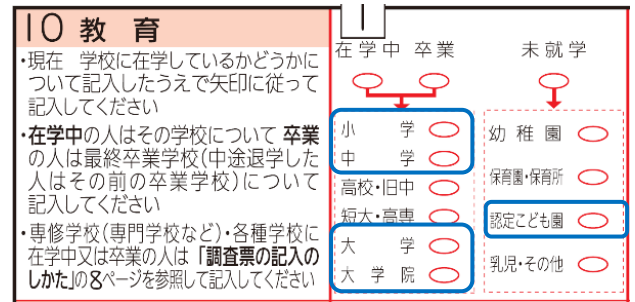 10 教 育
・現在 学校に在学しているかどうかに
ついて記入したうえで矢印に従って
記入してください
・在学中の人はその学校について 卒業
の人は最終卒業学校(中途退学した
人はその前の卒業学校)について
記入してください
・専修学校(専門学校など)・各種学校に
在学中又は卒業の人は「調査票の記入の
しかた」の8ページを参照して記入してください
1
在学中 卒業 未就学
小 学
中 学
高校・旧中
短大・高専
大 学
大 学 院
幼 稚 園
保育園・保育所
認定こども園
乳児・その他